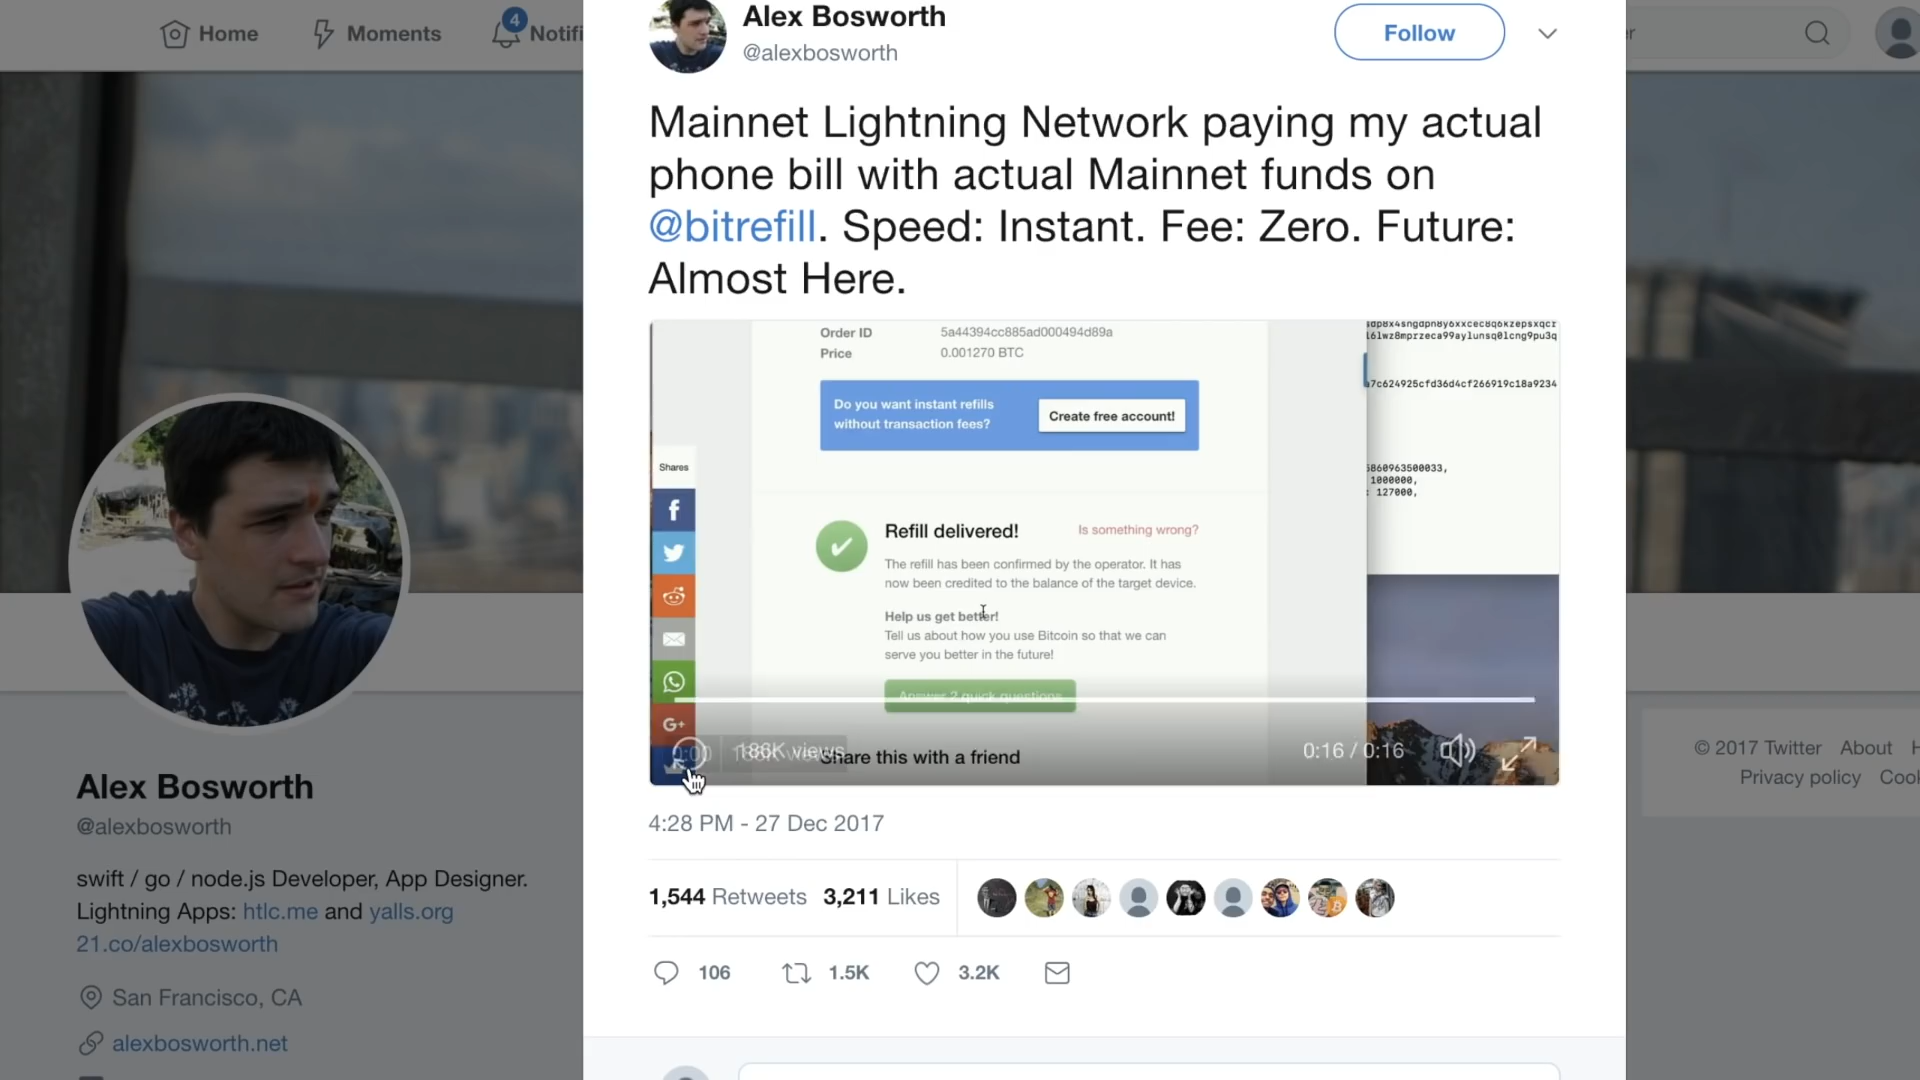 Home
Moments
4
Notifi
Alex Bosworth
@alexbosworth
Follow
er
Mainnet Lightning Network paying my actual
phone bill with actual Mainnet funds on
@bitrefill. Speed: Instant. Fee: Zero. Future:
Almost Here.
Order ID 5a44394cc885ad000494d89a
Price 0.001270 BTC
Do you want instant refills
without transaction fees?
Create free account!
Shares
Refill delivered!
Is something wrong?
The refill has been confirmed by the operator. It has
now been credited to the balance of the target device.
Help us get better!
Tell us about how you use Bitcoin so that we can
serve you better in the future!
Answer 2 quick questions
G+
186K views
Share this with a friend
0:16 / 0:16
a7c624925cfd36d4cf266919c18a9234
5860963500033,
1000000,
: 127000,
4:28 PM - 27 Dec 2017
1,544 Retweets 3,211 Likes
106
1.5K
3.2K
Alex Bosworth
@alexbosworth
swift / go / node.js Developer, App Designer.
Lightning Apps: htlc.me and yalls.org
21.co/alexbosworth
San Francisco, CA
alexbosworth.net
© 2017 Twitter About H
Privacy policy Cook